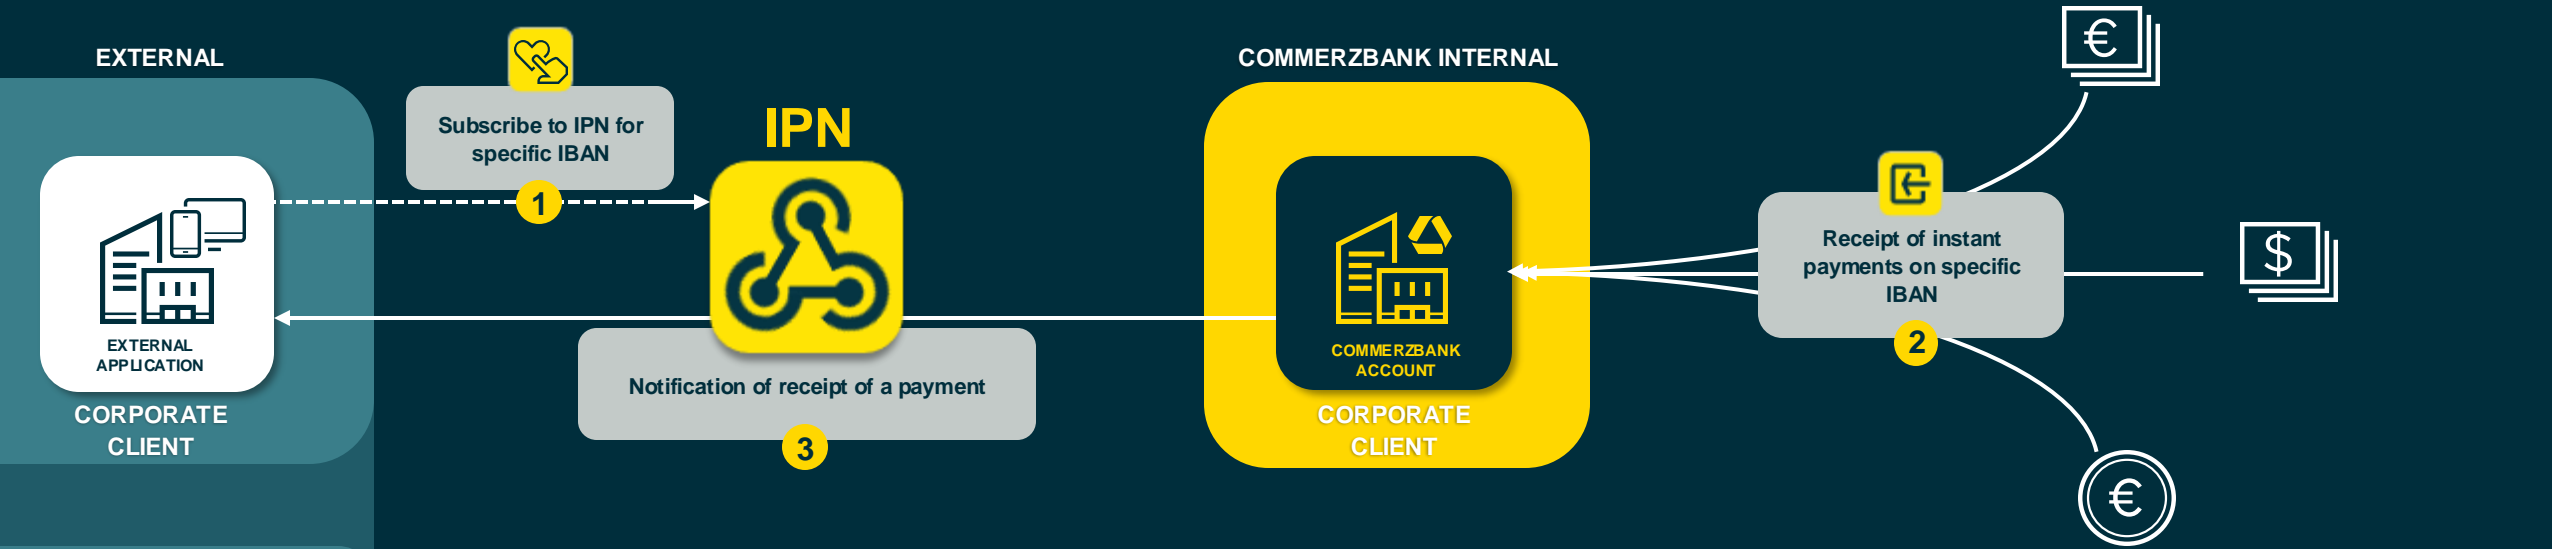 EXTERNAL
EXTERNAL
APPLICATION
CORPORATE
CLIENT
Subscribe to IPN for
specific IBAN
1
IPN
Notification of receipt of a payment
3
COMMERZBANK INTERNAL
COMMERZBANK
ACCOUNT
CORPORATE
CLIENT
Receipt of instant
payments on specific
IBAN
2
€
$
€